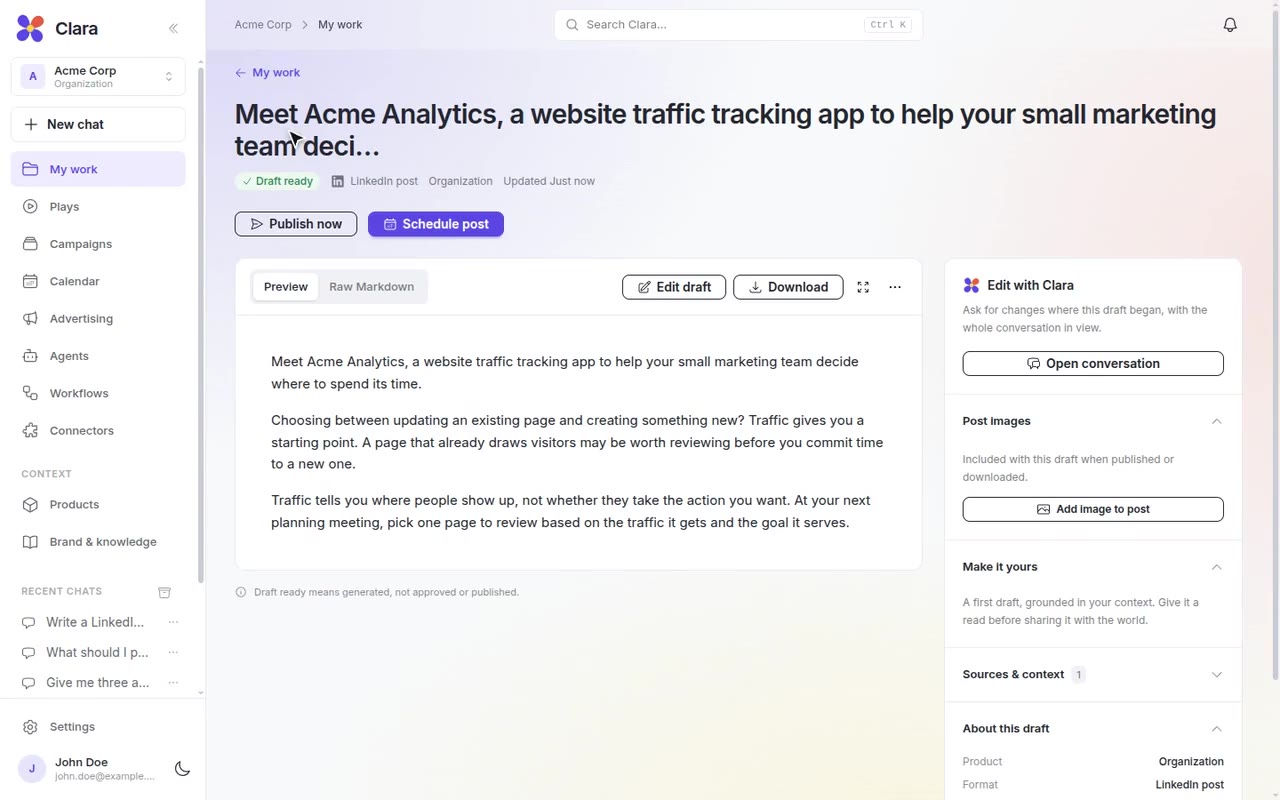 Clara
A
Acme Corp
Organization
New chat
My work
Plays
Campaigns
Calendar
Advertising
Agents
Workflows
Connectors
CONTEXT
Products
Brand & knowledge
RECENT CHATS
Write a LinkedI...
What should I p...
Give me three a...
Settings
J
John Doe
john.doe@example....
Acme Corp
My work
Search Clara...
Ctrl K
My work
Meet Acme Analytics, a website traffic tracking app to help your small marketing
team deci...
Draft ready
LinkedIn post
Organization
Updated Just now
Publish now
Schedule post
Preview
Raw Markdown
Edit draft
Download
Meet Acme Analytics, a website traffic tracking app to help your small marketing team decide
where to spend its time.
Choosing between updating an existing page and creating something new? Traffic gives you a
starting point. A page that already draws visitors may be worth reviewing before you commit time
to a new one.
Traffic tells you where people show up, not whether they take the action you want. At your next
planning meeting, pick one page to review based on the traffic it gets and the goal it serves.
Draft ready means generated, not approved or published.
Edit with Clara
Ask for changes where this draft began, with the
whole conversation in view.
Open conversation
Post images
Included with this draft when published or
downloaded.
Add image to post
Make it yours
A first draft, grounded in your context. Give it a
read before sharing it with the world.
Sources & context 1
About this draft
Product Organization
Format LinkedIn post